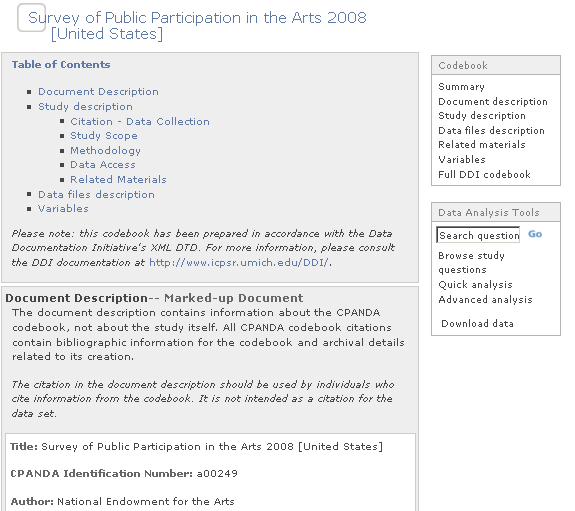 Survey of Public Participation in the Arts 2008
[United States]
Table of Contents
Document Description
Study description
Citation - Data Collection
Study Scope
Methodology
Data Access
Related Materials
Data files description
Variables
Please note: this codebook has been prepared in accordance with the Data
Documentation Initiative's XML DTD. For more information, please consult
the DDI documentation at http://www.icpsr.umich.edu/DDI/.
Document Description-- Marked-up Document
The document description contains information about the CPANDA
codebook, not about the study itself. All CPANDA codebook citations
contain bibliographic information for the codebook and archival details
related to its creation.
The citation in the document description should be used by individuals who
cite information from the codebook. It is not intended as a citation for the
data set.
Title: Survey of Public Participation in the Arts 2008 [United States]
CPANDA Identification Number: a00249
Author: National Endowment for the Arts
Codebook
Summary
Document description
Study description
Data files description
Related materials
Variables
Full DDI codebook
Data Analysis Tools
Search question Go
Browse study
questions
Quick analysis
Advanced analysis
Download data